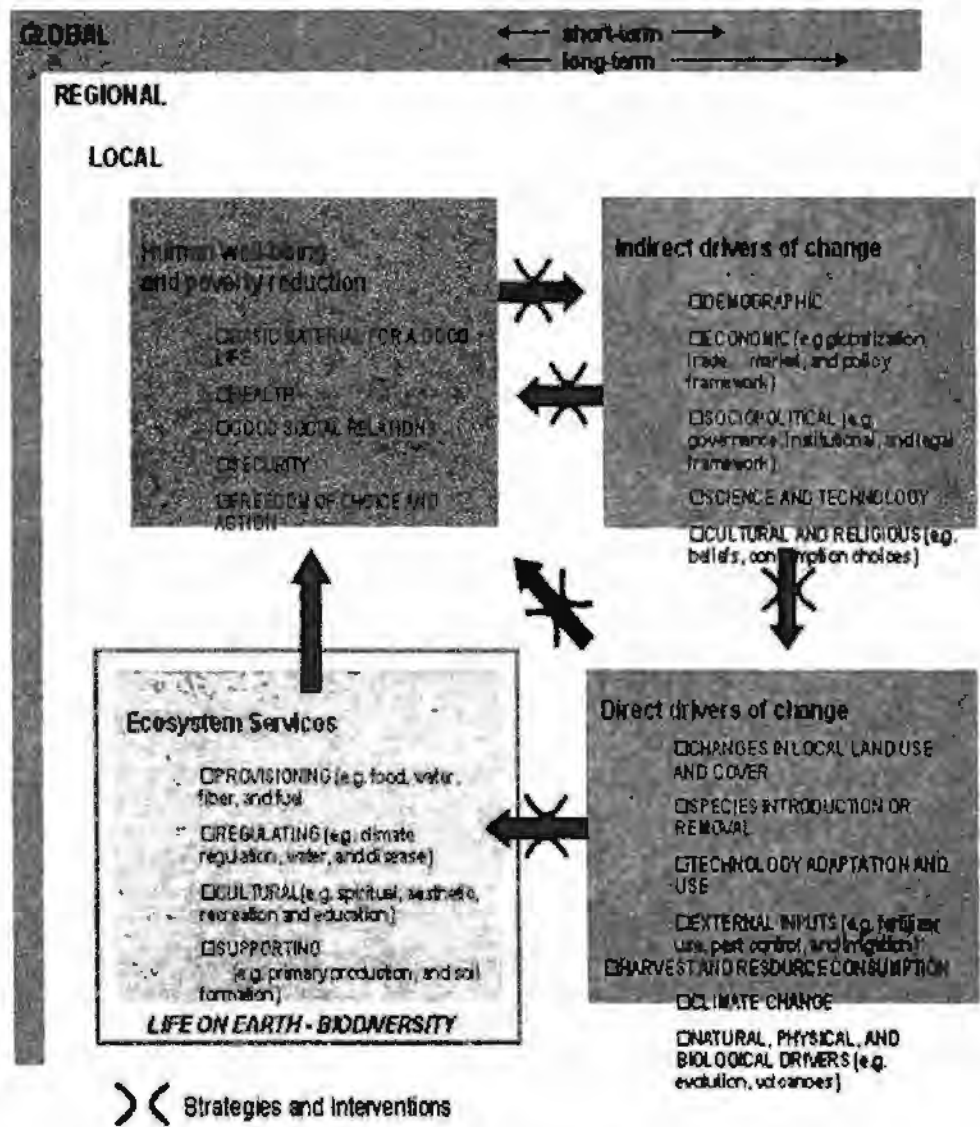 GLOBAL
short-term
long-term
REGIONAL
LOCAL
Human well-being
and poverty reduction
□BASIC MATERIAL FOR A GOOD
LIFE
□HEALTH
□GOOD SOCIAL RELATIONS
□SECURITY
□FREEDOM OF CHOICE AND
ACTION
Indirect drivers of change
□DEMOGRAPHIC
□ECONOMIC (e.g globalization,
trade, market, and policy
framework)
□SOCIOPOLITICAL (e.g.
governance, institutional, and legal
framework)
□SCIENCE AND TECHNOLOGY
□CULTURAL AND RELIGIOUS (e.g.
beliefs, consumption choices)
Ecosystem Services
□PROVISIONING (e.g. food, water,
fiber, and fuel
□REGULATING (e.g. climate
regulation, water, and disease)
□CULTURAL (e.g. spiritual, aesthetic,
recreation and education)
□SUPPORTING
(e.g. primary production, and soil
formation)
LIFE ON EARTH - BIODIVERSITY
Direct drivers of change
□CHANGES IN LOCAL LAND USE
AND COVER
□SPECIES INTRODUCTION OR
REMOVAL
□TECHNOLOGY ADAPTATION AND
USE
□EXTERNAL INPUTS (e.g. fertilizer
use, pest control, and irrigation)
□HARVEST AND RESOURCE CONSUMPTION
□CLIMATE CHANGE
□NATURAL, PHYSICAL, AND
BIOLOGICAL DRIVERS (e.g.
evolution, volcanoes)
Strategies and Interventions